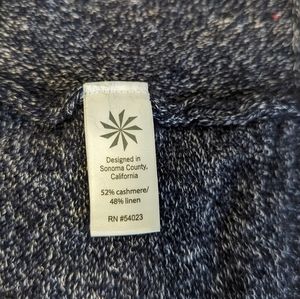 Designed in
Sonoma County,
California
52% cashmere/
48% linen
RN #54023